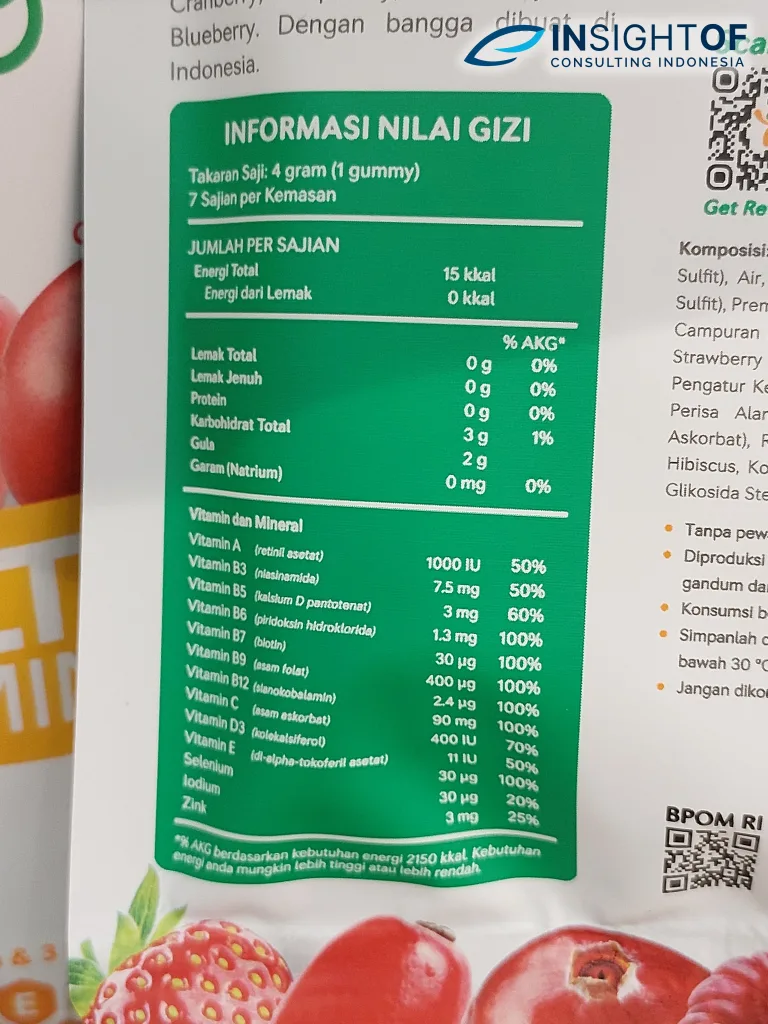 Cranberry,
Blueberry. Dengan bangga dibuat di
Indonesia.
INSIGHTOF
CONSULTING INDONESIA
INFORMASI NILAI GIZI
Takaran Saji: 4 gram (1 gummy)
7 Sajian per Kemasan
JUMLAH PER SAJIAN
Energi Total 15 kkal
Energi dari Lemak 0 kkal
% AKG*
Lemak Total 0 g 0%
Lemak Jenuh 0 g 0%
Protein 0 g 0%
Karbohidrat Total 3 g 1%
Gula 2 g
Garam (Natrium) 0 mg 0%
Vitamin dan Mineral
Vitamin A (retinil asetat) 1000 IU 50%
Vitamin B3 (niasinamida) 7.5 mg 50%
Vitamin B5 (kalsium D pantotenat) 3 mg 60%
Vitamin B6 (piridoksin hidroklorida) 1.3 mg 100%
Vitamin B7 (biotin) 30 µg 100%
Vitamin B9 (asam folat) 400 µg 100%
Vitamin B12 (sianokobalamin) 2.4 µg 100%
Vitamin C (asam askorbat) 90 mg 100%
Vitamin D3 (kolekalsiferol) 400 IU 70%
Vitamin E (dl-alpha-tokoferil asetat) 11 IU 50%
Selenium 30 µg 100%
Iodium 30 µg 20%
Zink 3 mg 25%
*% AKG berdasarkan kebutuhan energi 2150 kkal. Kebutuhan
energi anda mungkin lebih tinggi atau lebih rendah.
Get Re
Komposisi:
Sulfit), Air,
Sulfit), Prem
Campuran
Strawberry
Pengatur Ke
Perisa Alar
Askorbat), P
Hibiscus, Ko
Glikosida Ste
• Tanpa pew
• Diproduksi
gandum da
• Konsumsi b
• Simpanlah d
bawah 30 °C
• Jangan diko
BPOM RI
& 3
E